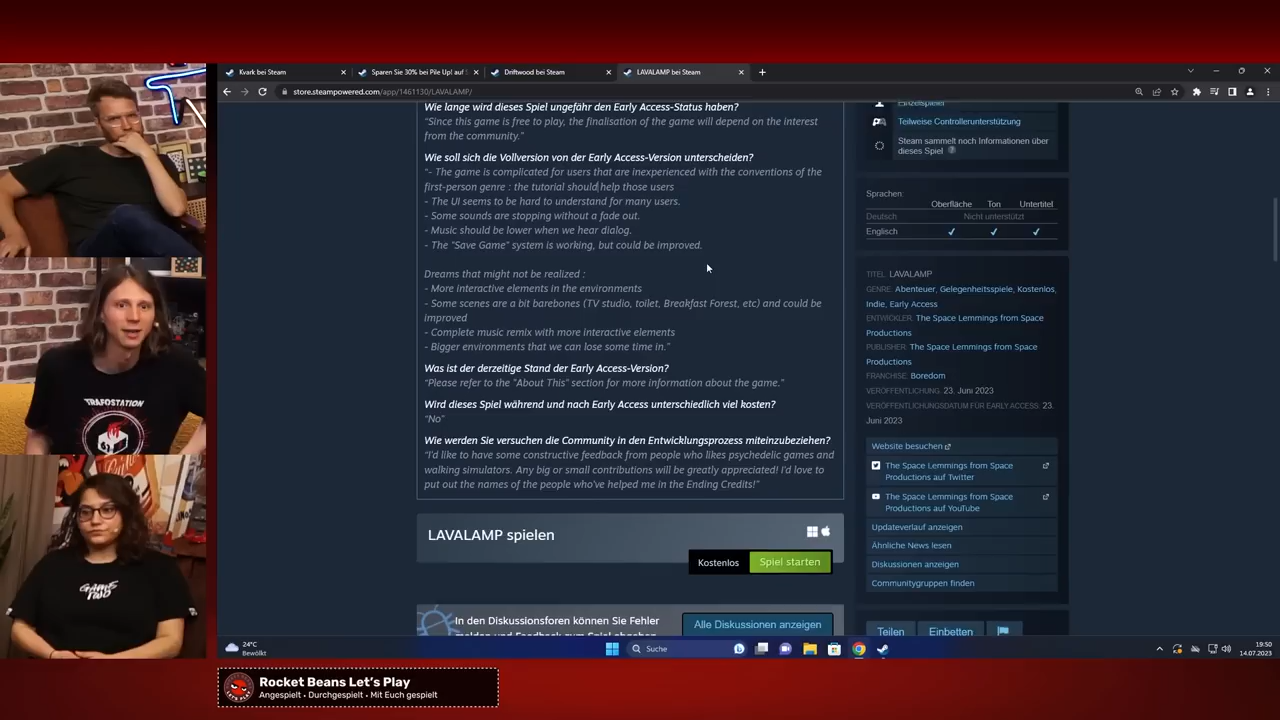 Kvark bei Steam
Sparen Sie 30% bei Pile Up! auf S
Driftwood bei Steam
LAVALAMP bei Steam
store.steampowered.com/app/1461130/LAVALAMP/
Wie lange wird dieses Spiel ungefähr den Early Access-Status haben?
“Since this game is free to play, the finalisation of the game will depend on the interest
from the community.”
Wie soll sich die Vollversion von der Early Access-Version unterscheiden?
“- The game is complicated for users that are inexperienced with the conventions of the
first-person genre : the tutorial should help those users
- The UI seems to be hard to understand for many users.
- Some sounds are stopping without a fade out.
- Music should be lower when we hear dialog.
- The "Save Game" system is working, but could be improved.
Dreams that might not be realized :
- More interactive elements in the environments
- Some scenes are a bit barebones (TV studio, toilet, Breakfast Forest, etc) and could be
improved
- Complete music remix with more interactive elements
- Bigger environments that we can lose some time in.”
Was ist der derzeitige Stand der Early Access-Version?
“Please refer to the "About This" section for more information about the game.”
Wird dieses Spiel während und nach Early Access unterschiedlich viel kosten?
“No”
Wie werden Sie versuchen die Community in den Entwicklungsprozess miteinzubeziehen?
“I'd like to have some constructive feedback from people who likes psychedelic games and
walking simulators. Any big or small contributions will be greatly appreciated! I'd love to
put out the names of the people who've helped me in the Ending Credits!”
LAVALAMP spielen
Kostenlos
Spiel starten
In den Diskussionsforen können Sie Fehler
melden und Feedback zum Spiel abgeben
Alle Diskussionen anzeigen
Einzelspieler
Teilweise Controllerunterstützung
Steam sammelt noch Informationen über
dieses Spiel ?
Sprachen:
Oberfläche Ton Untertitel
Deutsch Nicht unterstützt
Englisch ✔ ✔ ✔
TITEL: LAVALAMP
GENRE: Abenteuer, Gelegenheitsspiele, Kostenlos,
Indie, Early Access
ENTWICKLER: The Space Lemmings from Space
Productions
PUBLISHER: The Space Lemmings from Space
Productions
FRANCHISE: Boredom
VERÖFFENTLICHUNG: 23. Juni 2023
VERÖFFENTLICHUNGSDATUM FÜR EARLY ACCESS: 23.
Juni 2023
Website besuchen
The Space Lemmings from Space
Productions auf Twitter
The Space Lemmings from Space
Productions auf YouTube
Updateverlauf anzeigen
Ähnliche News lesen
Diskussionen anzeigen
Communitygruppen finden
Teilen
Einbetten
24°C
Bewölkt
Suche
19:50
14.07.2023
TRAFOSTATION
GAME
TWO
Rocket Beans Let's Play
Angespielt • Durchgespielt • Mit Euch gespielt
LET'S PLAY